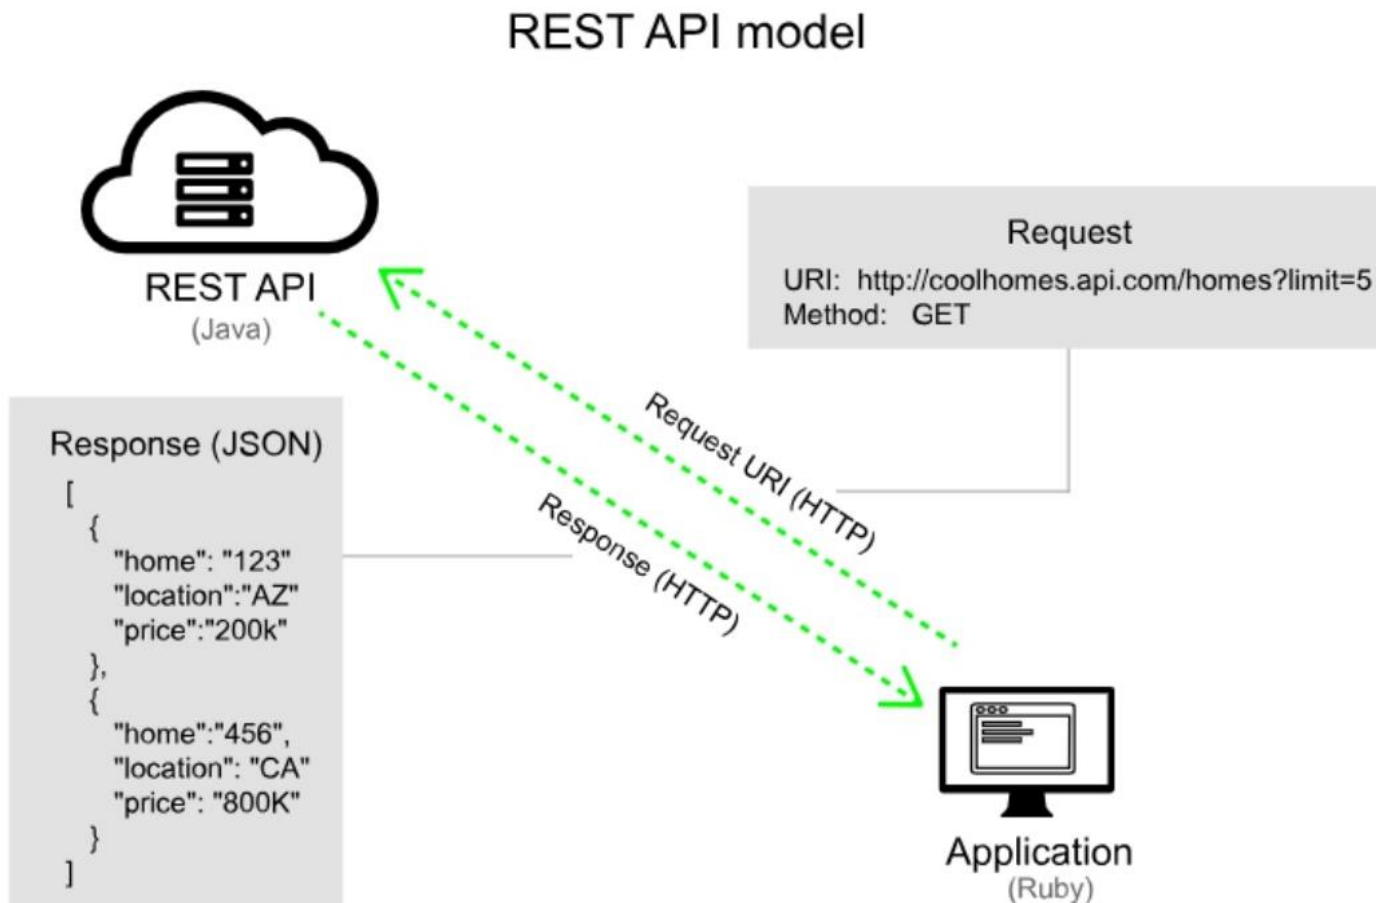 REST API model
REST API
(Java)
Request
URI:  http://coolhomes.api.com/homes?limit=5
Method:   GET
Request URI (HTTP)
Response (HTTP)
Response (JSON)
[
{
"home": "123"
"location":"AZ"
"price":"200k"
},
{
"home":"456",
"location": "CA"
"price": "800K"
}
]
Application
(Ruby)